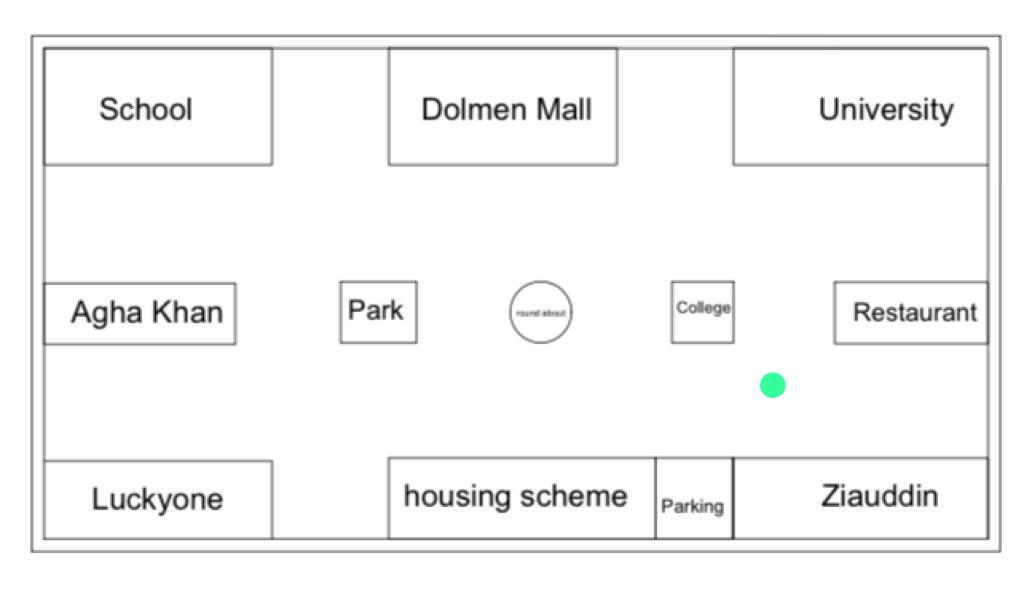 School
Dolmen Mall
University
Agha Khan
Park
round about
College
Restaurant
Luckyone
housing scheme
Parking
Ziauddin